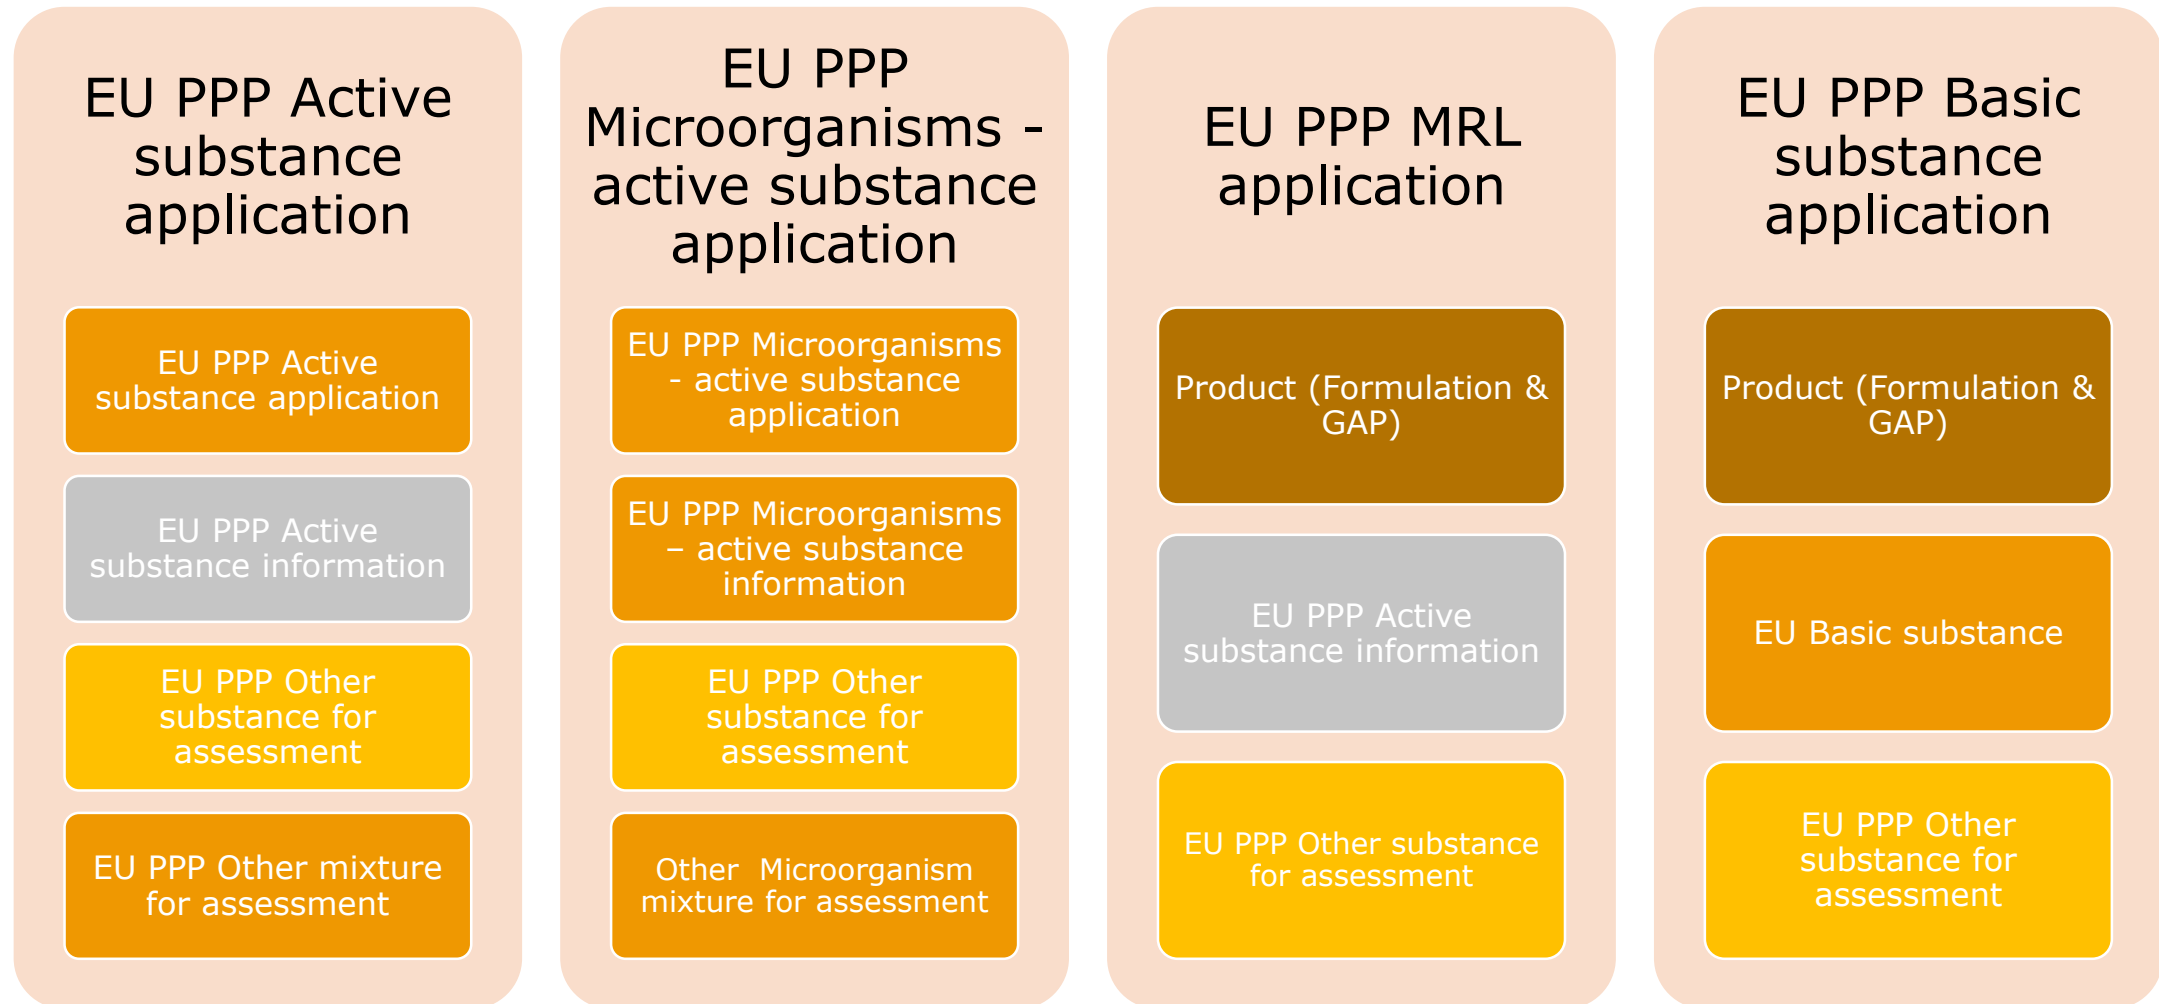 EU PPP Active
substance
application
EU PPP Active
substance application
EU PPP Active
substance information
EU PPP Other
substance for
assessment
EU PPP Other mixture
for assessment
EU PPP
Microorganisms -
active substance
application
EU PPP Microorganisms
- active substance
application
EU PPP Microorganisms
– active substance
information
EU PPP Other
substance for
assessment
Other  Microorganism
mixture for assessment
EU PPP MRL
application
Product (Formulation &
GAP)
EU PPP Active
substance information
EU PPP Other substance
for assessment
EU PPP Basic
substance
application
Product (Formulation &
GAP)
EU Basic substance
EU PPP Other
substance for
assessment